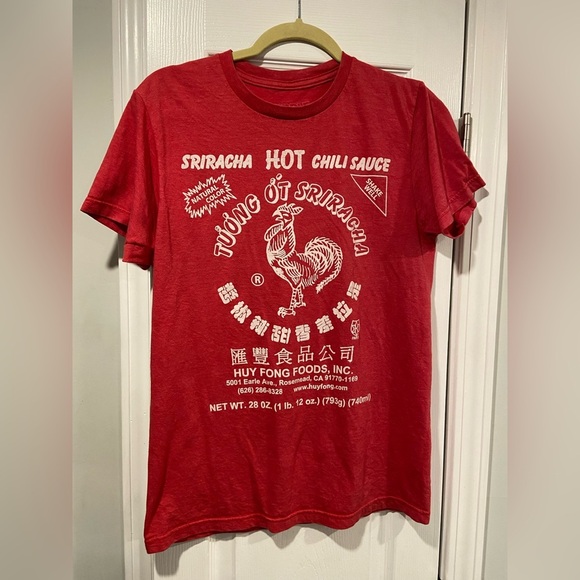 SRIRACHA HOT CHILI SAUCE
NATURAL COLOR
SHAKE WELL
TƯƠNG ỚT SRIRACHA
®
香甜
匯豐食品公司
HUY FONG FOODS, INC.
5001 Earle Ave., Rosemead, CA 91770-1169
(626) 286-8328 www.huyfong.com
NET WT. 28 OZ. (1 lb. 12 oz.) (793g) (740ml)